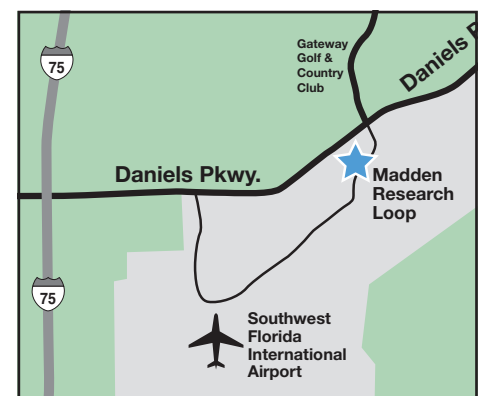 75
Gateway
Golf &
Country
Club
Daniels P
Daniels Pkwy.
Madden
Research
Loop
75
Southwest
Florida
International
Airport